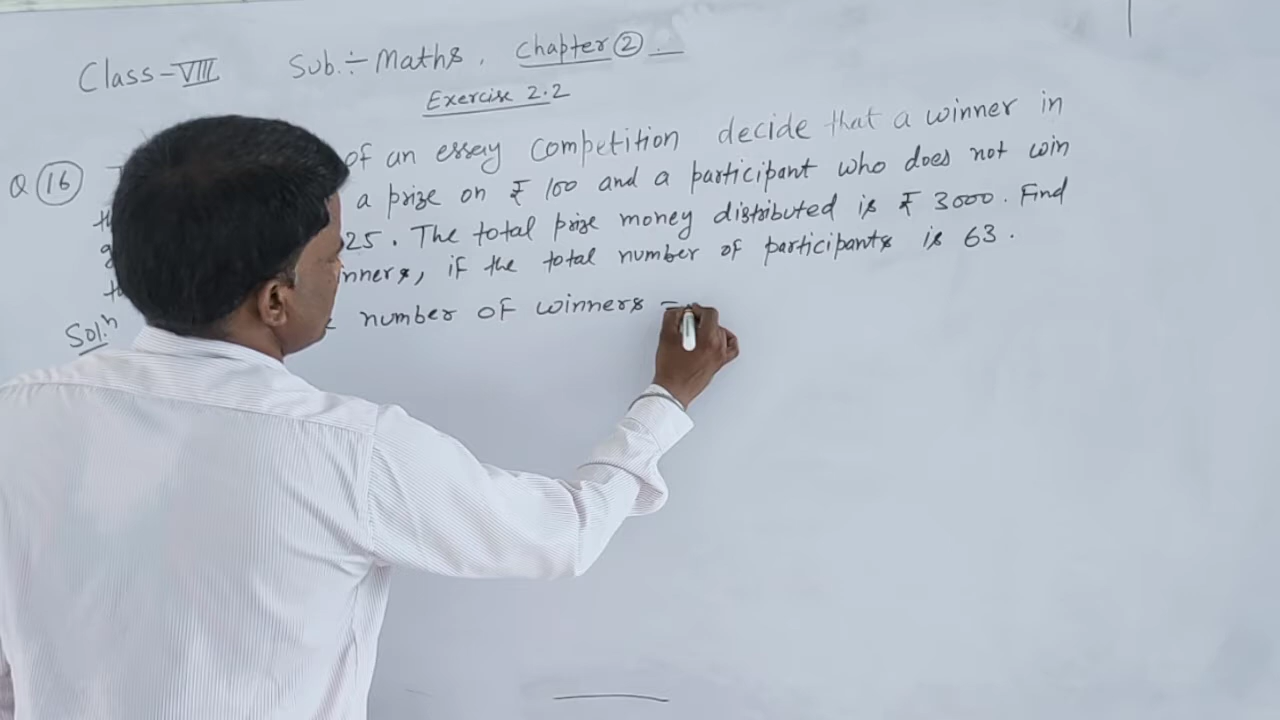 Class-VIII Sub.÷ Maths. Chapter ②
Exercise 2.2
Q ⑯ of an essay competition decide that a winner in
a prize on ₹ 100 and a participant who does not win
25. The total prize money distributed is ₹ 3000. Find
if the total number of participants is 63.
Sol.ⁿ number of winners =